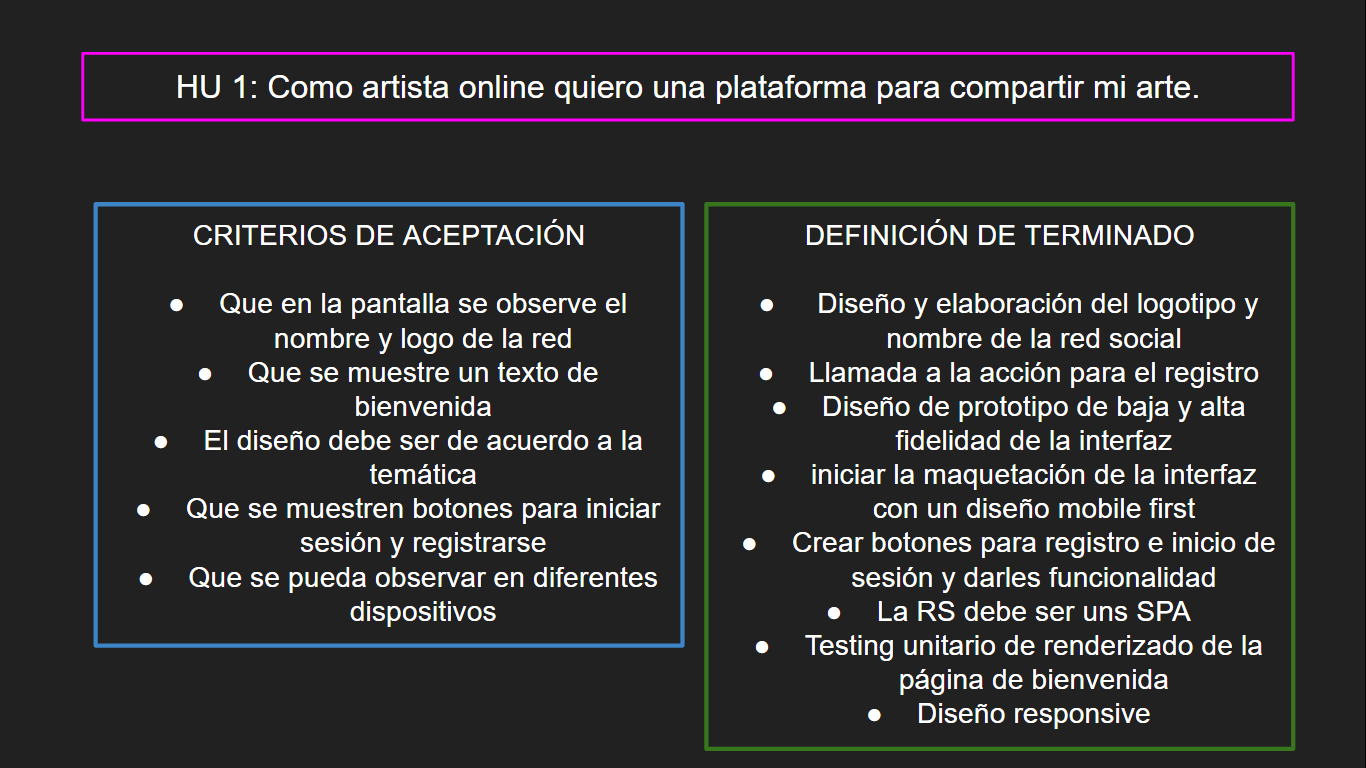 HU 1: Como artista online quiero una plataforma para compartir mi arte.
CRITERIOS DE ACEPTACIÓN
● Que en la pantalla se observe el
nombre y logo de la red
● Que se muestre un texto de
bienvenida
● El diseño debe ser de acuerdo a la
temática
● Que se muestren botones para iniciar
sesión y registrarse
● Que se pueda observar en diferentes
dispositivos
DEFINICIÓN DE TERMINADO
● Diseño y elaboración del logotipo y
nombre de la red social
● Llamada a la acción para el registro
● Diseño de prototipo de baja y alta
fidelidad de la interfaz
● iniciar la maquetación de la interfaz
con un diseño mobile first
● Crear botones para registro e inicio de
sesión y darles funcionalidad
● La RS debe ser uns SPA
● Testing unitario de renderizado de la
página de bienvenida
● Diseño responsive